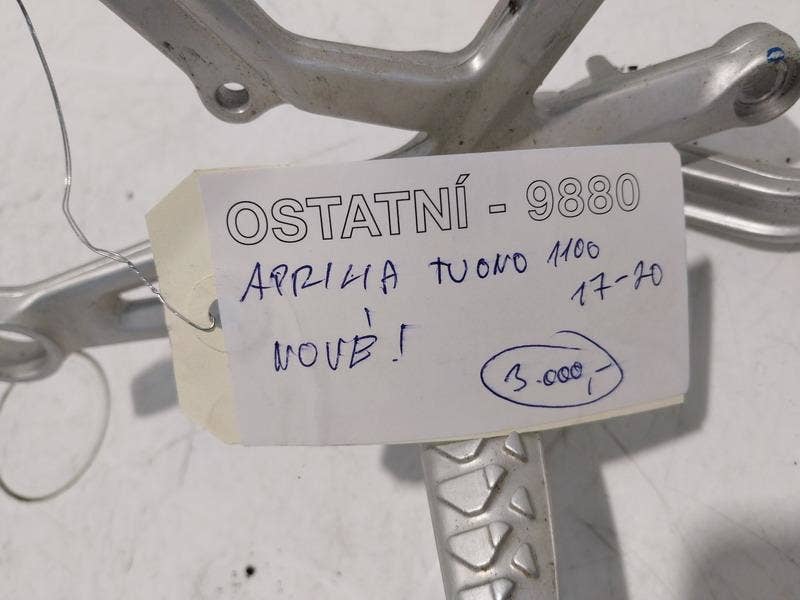 OSTATNÍ - 9880
APRILIA TUONO 1100
17-20
NOVÉ!
3.000,-